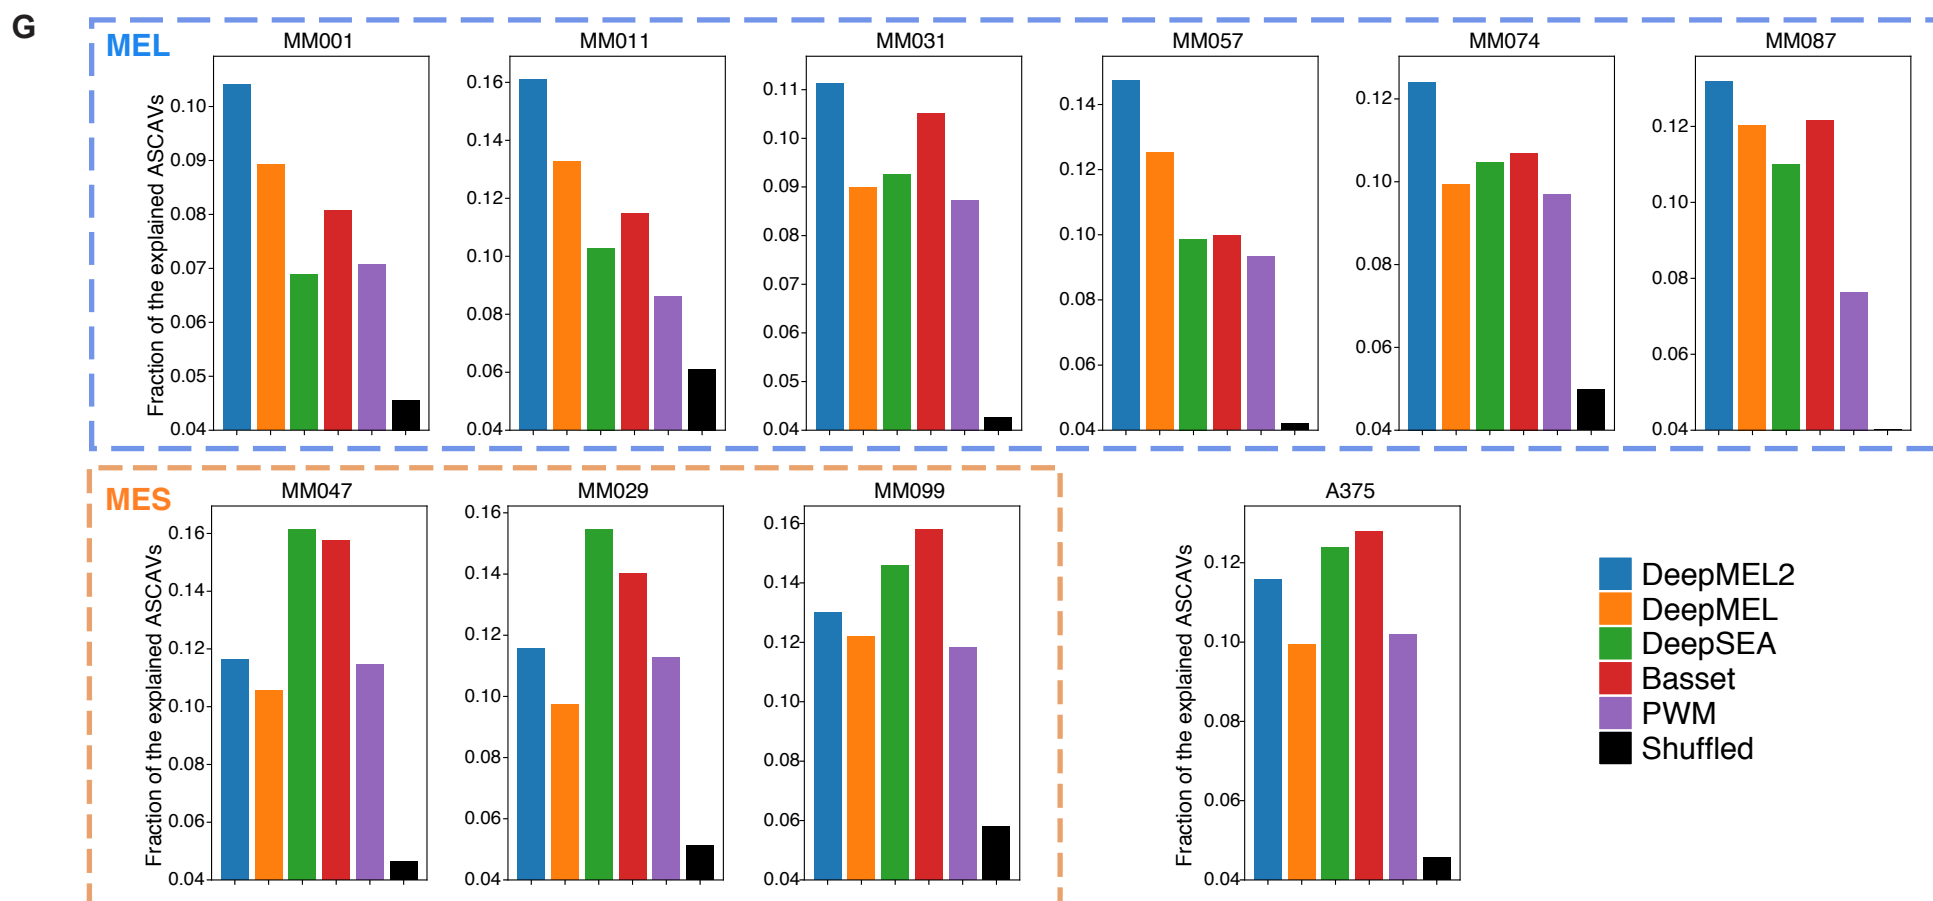 G
MEL
MM001
MM011
MM031
MM057
MM074
MM087
Fraction of the explained ASCAVs
0.10
0.09
0.08
0.07
0.06
0.05
0.04
0.16
0.14
0.12
0.10
0.08
0.06
0.04
0.11
0.10
0.09
0.08
0.07
0.06
0.05
0.04
0.14
0.12
0.10
0.08
0.06
0.04
0.12
0.10
0.08
0.06
0.04
0.12
0.10
0.08
0.06
0.04
MES
MM047
MM029
MM099
A375
Fraction of the explained ASCAVs
0.16
0.14
0.12
0.10
0.08
0.06
0.04
0.16
0.14
0.12
0.10
0.08
0.06
0.04
0.16
0.14
0.12
0.10
0.08
0.06
0.04
Fraction of the explained ASCAVs
0.12
0.10
0.08
0.06
0.04
DeepMEL2
DeepMEL
DeepSEA
Basset
PWM
Shuffled